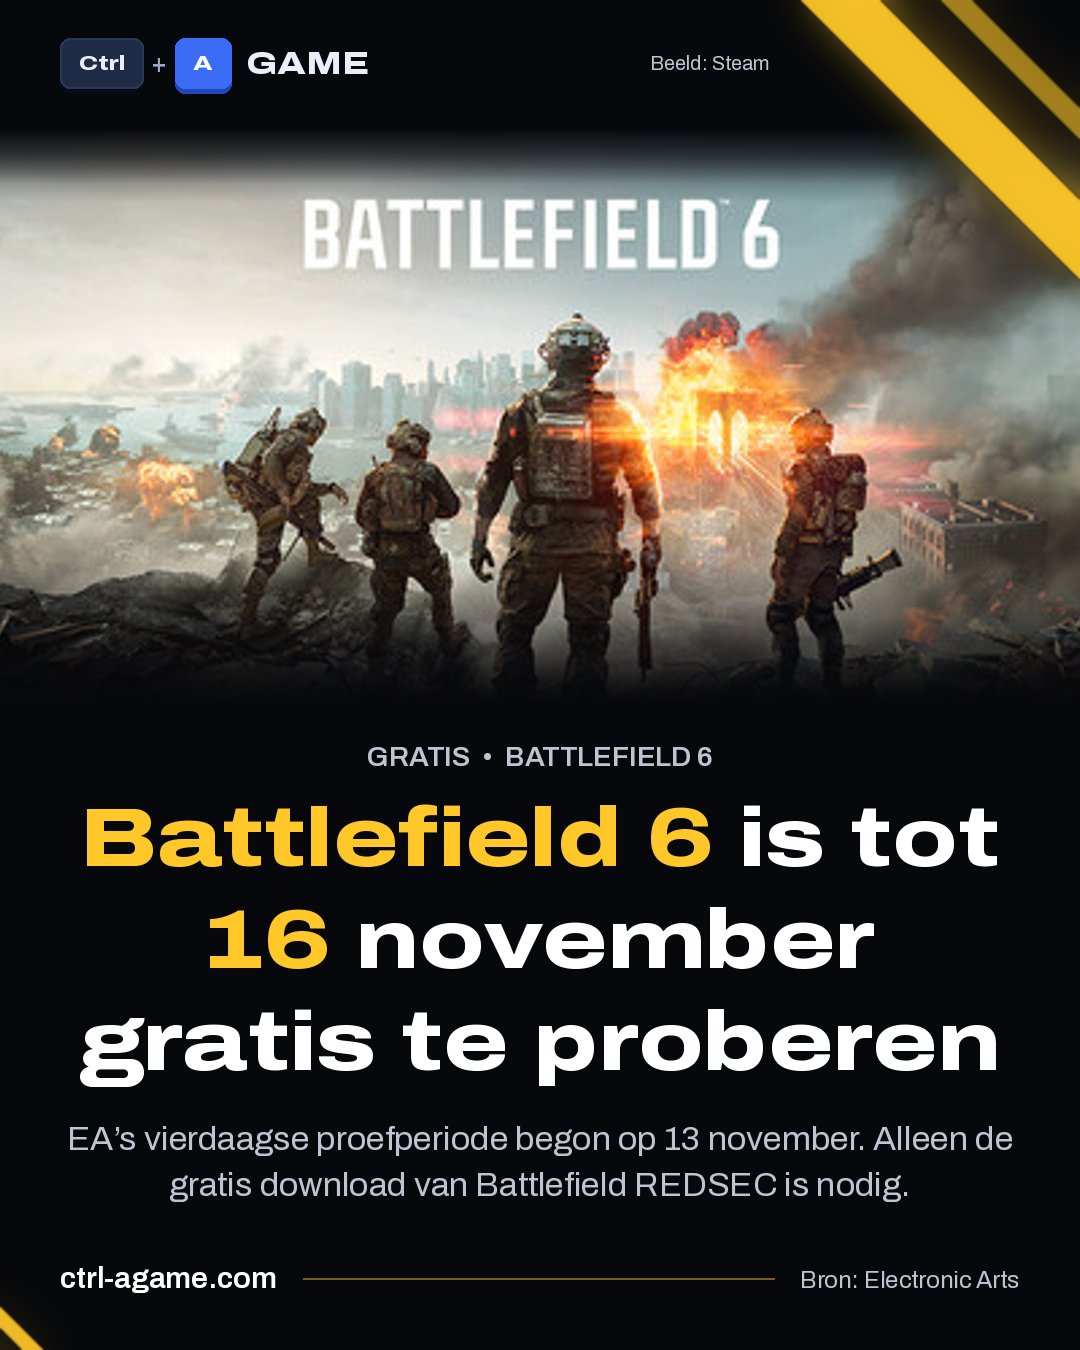 Ctrl + A GAME
Beeld: Steam
BATTLEFIELD™ 6
GRATIS • BATTLEFIELD 6
Battlefield 6 is tot
16 november
gratis te proberen
EA’s vierdaagse proefperiode begon op 13 november. Alleen de
gratis download van Battlefield REDSEC is nodig.
ctrl-agame.com
Bron: Electronic Arts